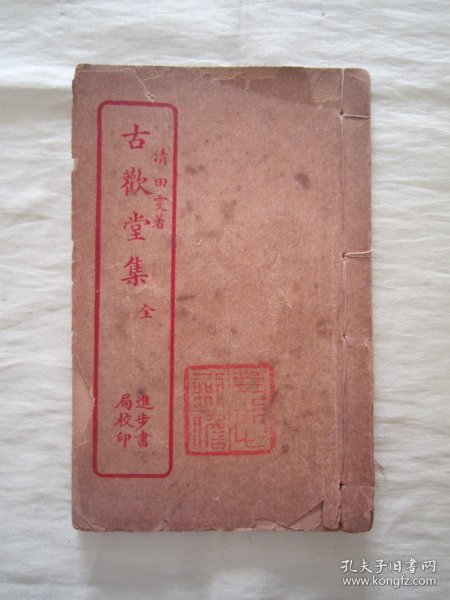 清田雯著
古歡堂集 全
進步書
局校印
孔夫子旧书网
www.kongfz.com